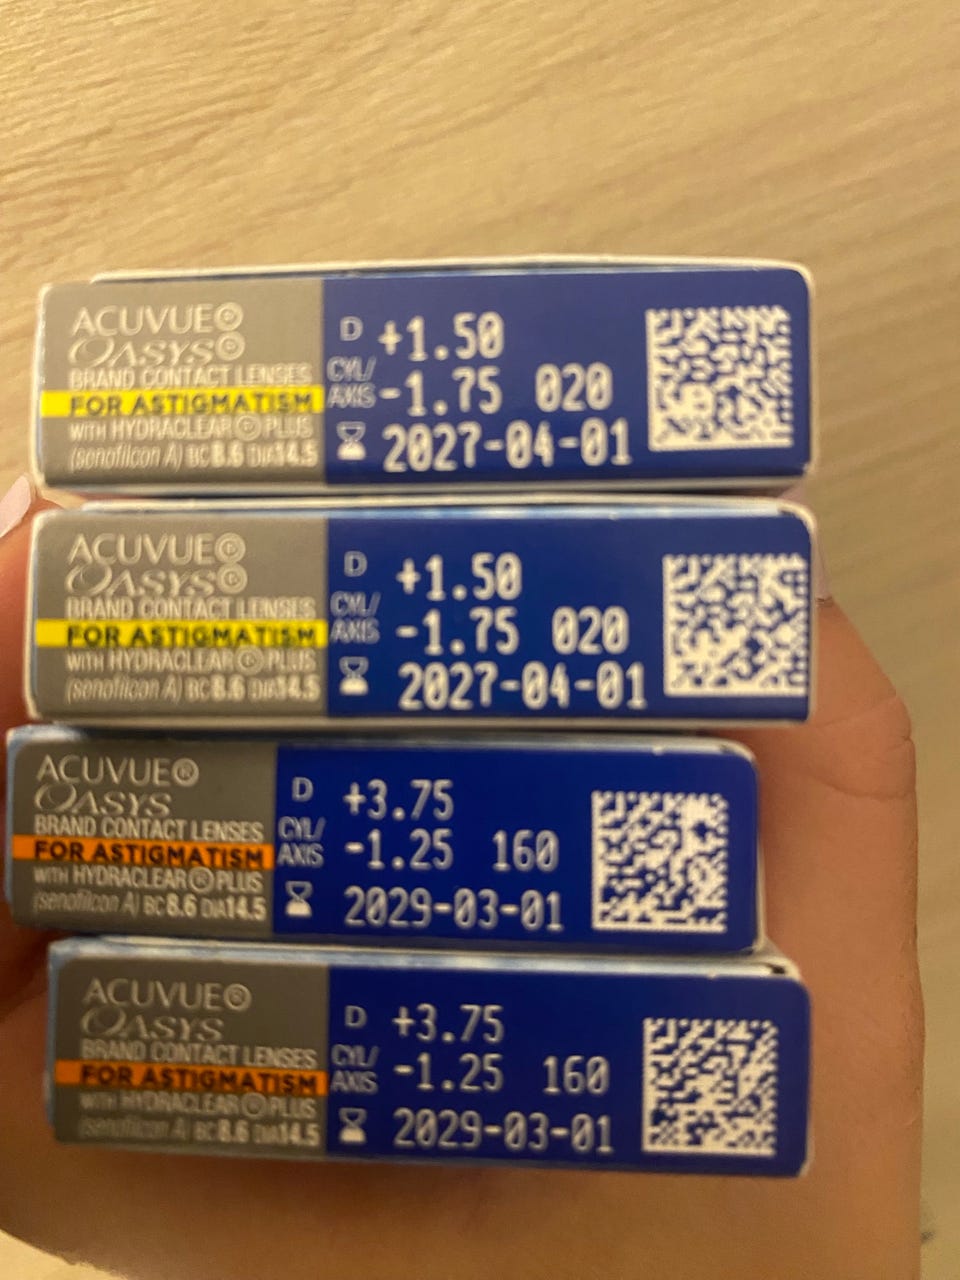 ACUVUE®
OASYS®
BRAND CONTACT LENSES
FOR ASTIGMATISM
WITH HYDRACLEAR® PLUS
(senofilcon A) BC 8.6 DIA 14.5
D +1.50
CYL/
AXIS -1.75 020
2027-04-01
ACUVUE®
OASYS®
BRAND CONTACT LENSES
FOR ASTIGMATISM
WITH HYDRACLEAR® PLUS
(senofilcon A) BC 8.6 DIA 14.5
D +1.50
CYL/
AXIS -1.75 020
2027-04-01
ACUVUE®
OASYS
BRAND CONTACT LENSES
FOR ASTIGMATISM
WITH HYDRACLEAR® PLUS
(senofilcon A) BC 8.6 DIA 14.5
D +3.75
CYL/
AXIS -1.25 160
2029-03-01
ACUVUE®
OASYS
BRAND CONTACT LENSES
FOR ASTIGMATISM
WITH HYDRACLEAR® PLUS
(senofilcon A) BC 8.6 DIA 14.5
D +3.75
CYL/
AXIS -1.25 160
2029-03-01